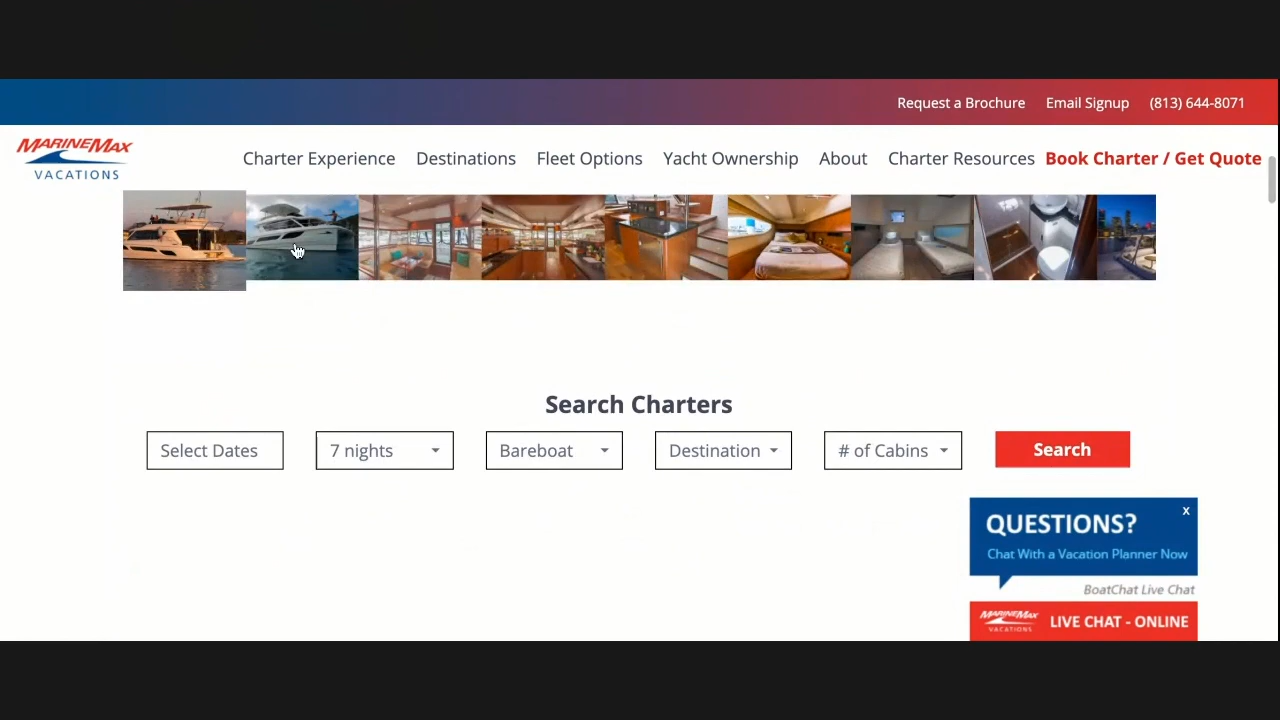 Request a Brochure Email Signup (813) 644-8071
MARINEMAX
VACATIONS
Charter Experience Destinations Fleet Options Yacht Ownership About Charter Resources Book Charter / Get Quote
Search Charters
Select Dates 7 nights Bareboat Destination # of Cabins Search
QUESTIONS? x
Chat With a Vacation Planner Now
BoatChat Live Chat
MARINEMAX
VACATIONS
LIVE CHAT - ONLINE